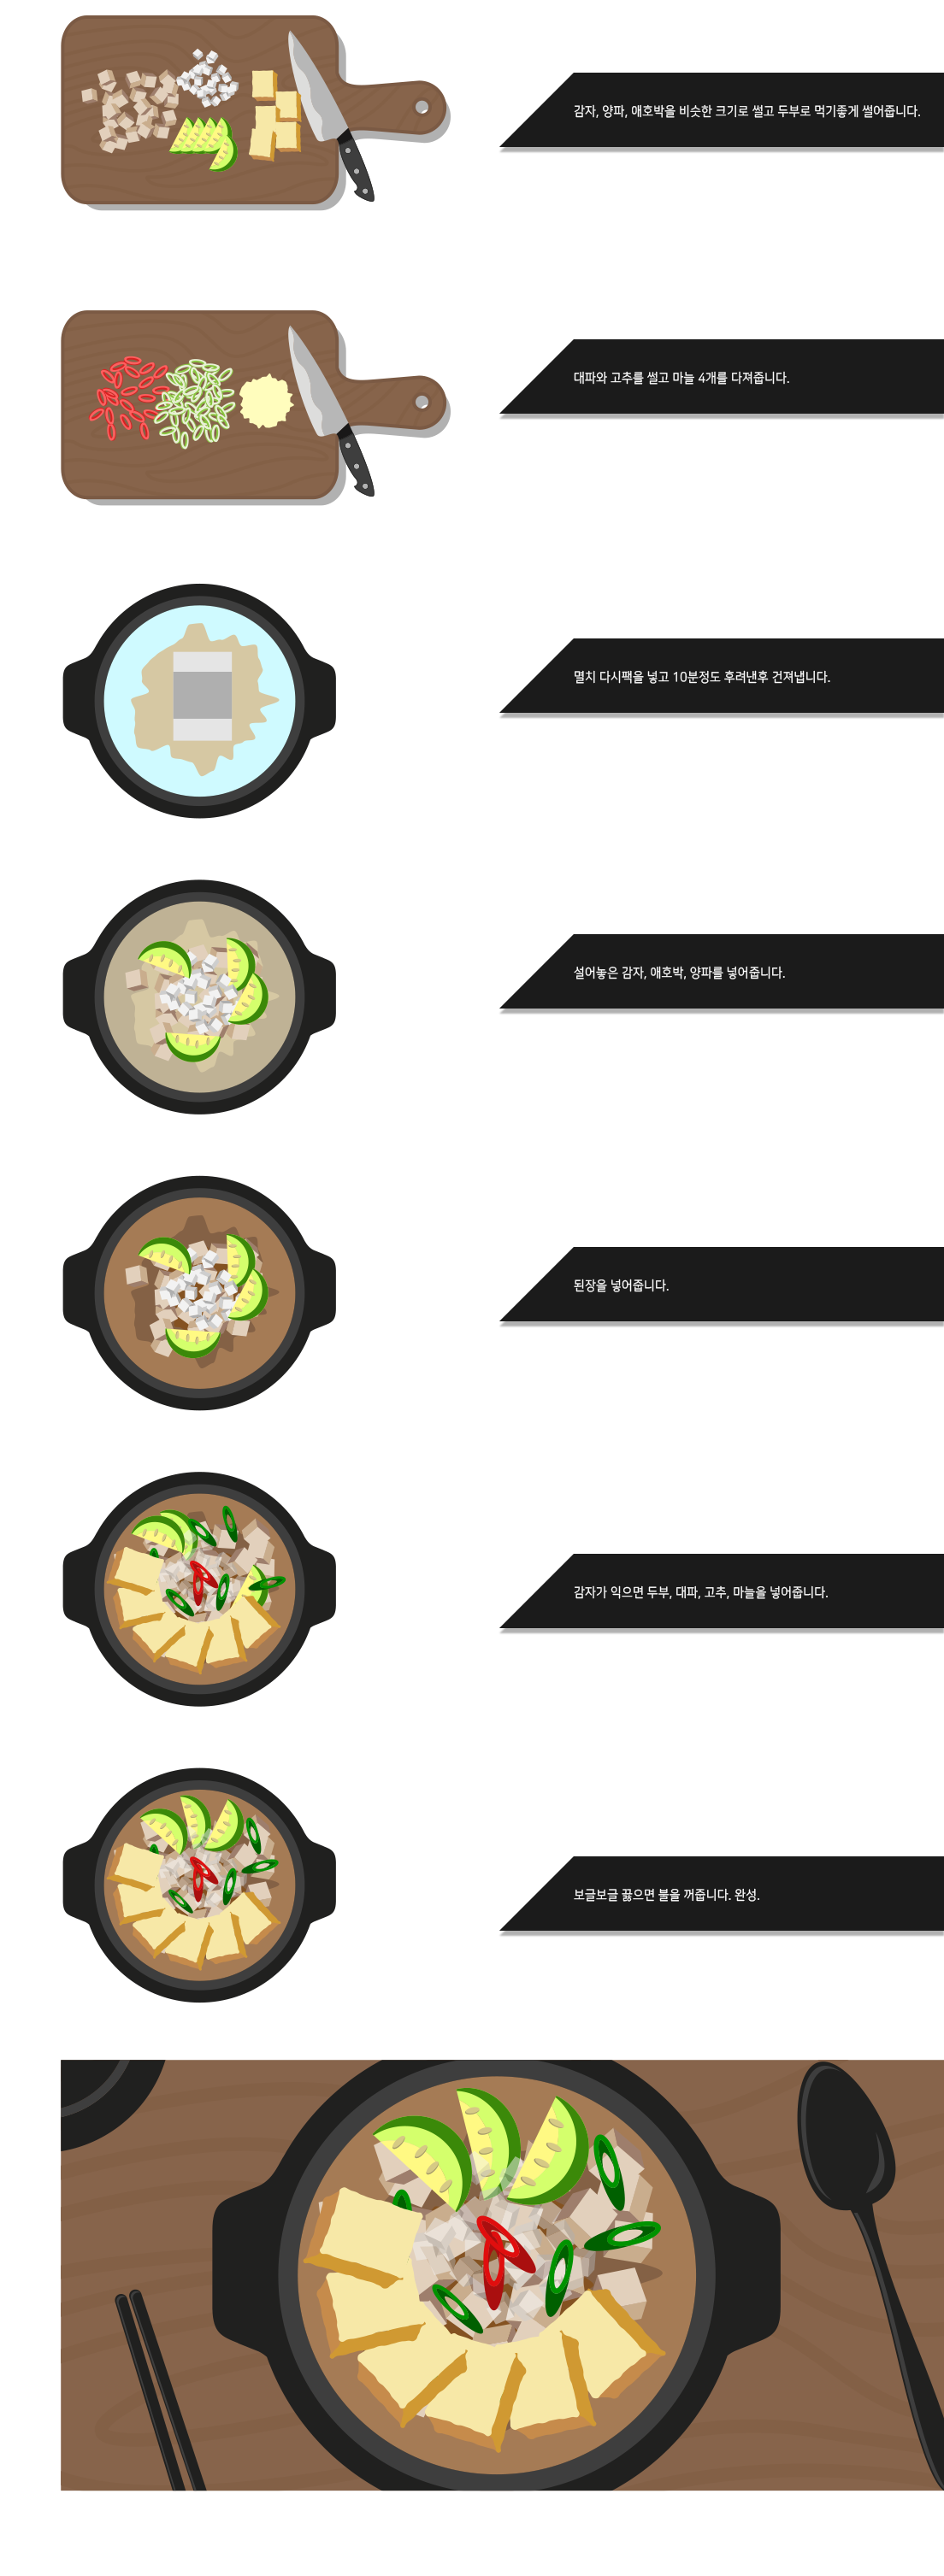 감자, 양파, 애호박을 비슷한 크기로 썰고 두부로 먹기좋게 썰어줍니다.
대파와 고추를 썰고 마늘 4개를 다져줍니다.
멸치 다시팩을 넣고 10분정도 후려낸후 건져냅니다.
설어놓은 감자, 애호박, 양파를 넣어줍니다.
된장을 넣어줍니다.
감자가 익으면 두부, 대파, 고추, 마늘을 넣어줍니다.
보글보글 끓으면 불을 꺼줍니다. 완성.